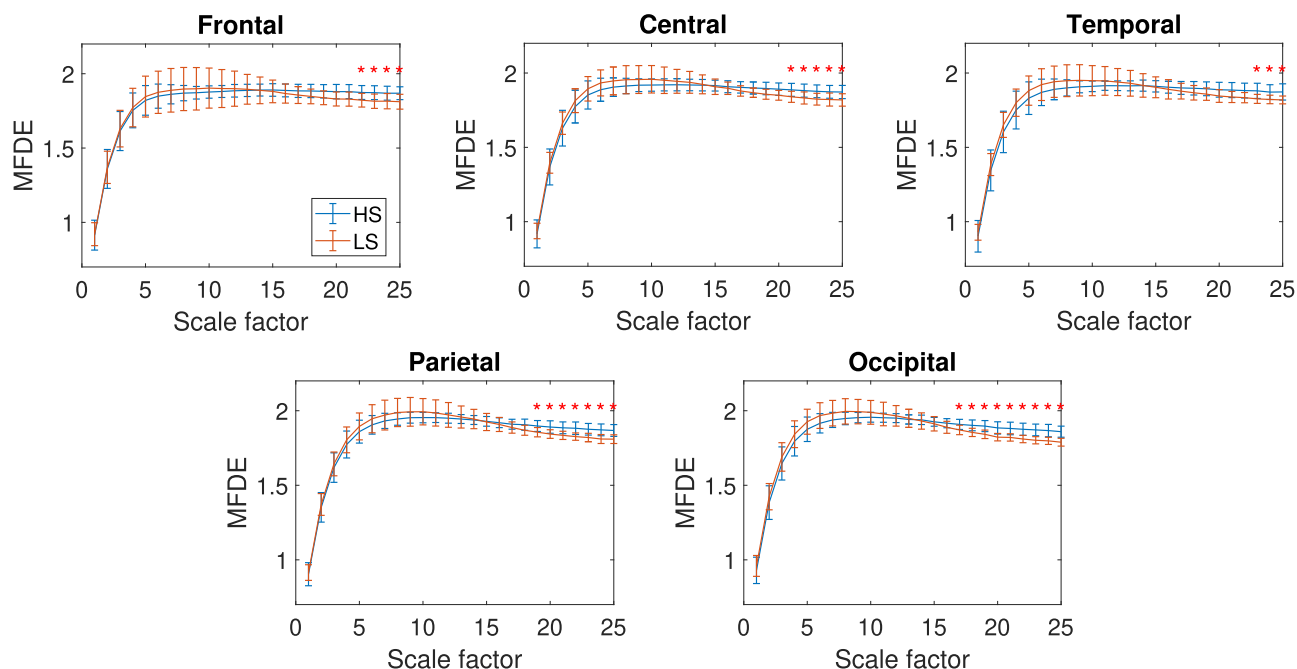 Frontal
Central
Temporal
2
1.5
1
MFDE
HS
LS
0 5 10 15 20 25
Scale factor
* * * *
2
1.5
1
MFDE
0 5 10 15 20 25
Scale factor
* * * * *
2
1.5
1
MFDE
0 5 10 15 20 25
Scale factor
* * *
Parietal
Occipital
2
1.5
1
MFDE
0 5 10 15 20 25
Scale factor
* * * * * * *
2
1.5
1
MFDE
0 5 10 15 20 25
Scale factor
* * * * * * * * *